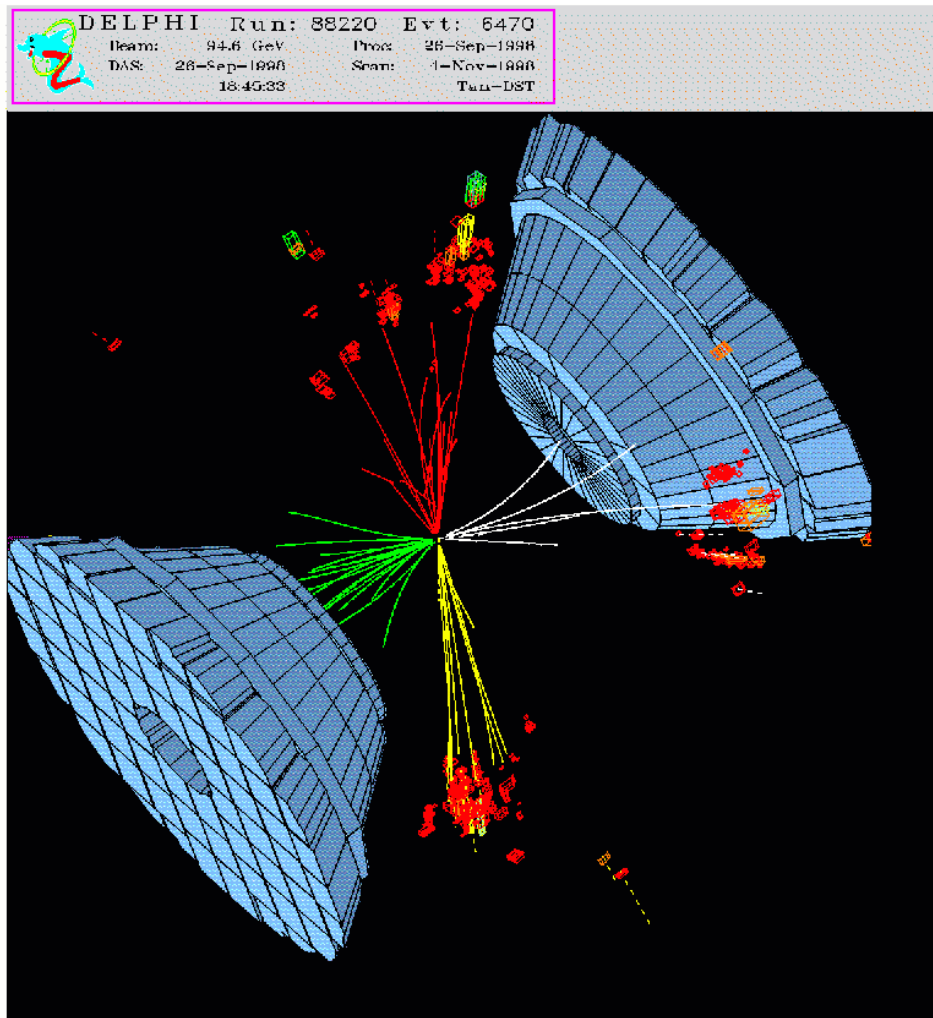 DELPHI Run: 88220 Evt: 6470
Beam: 94.6 GeV Proc: 26-Sep-1998
DAS: 26-Sep-1998 Scan: 4-Nov-1998
18:45:33 Tan-DST